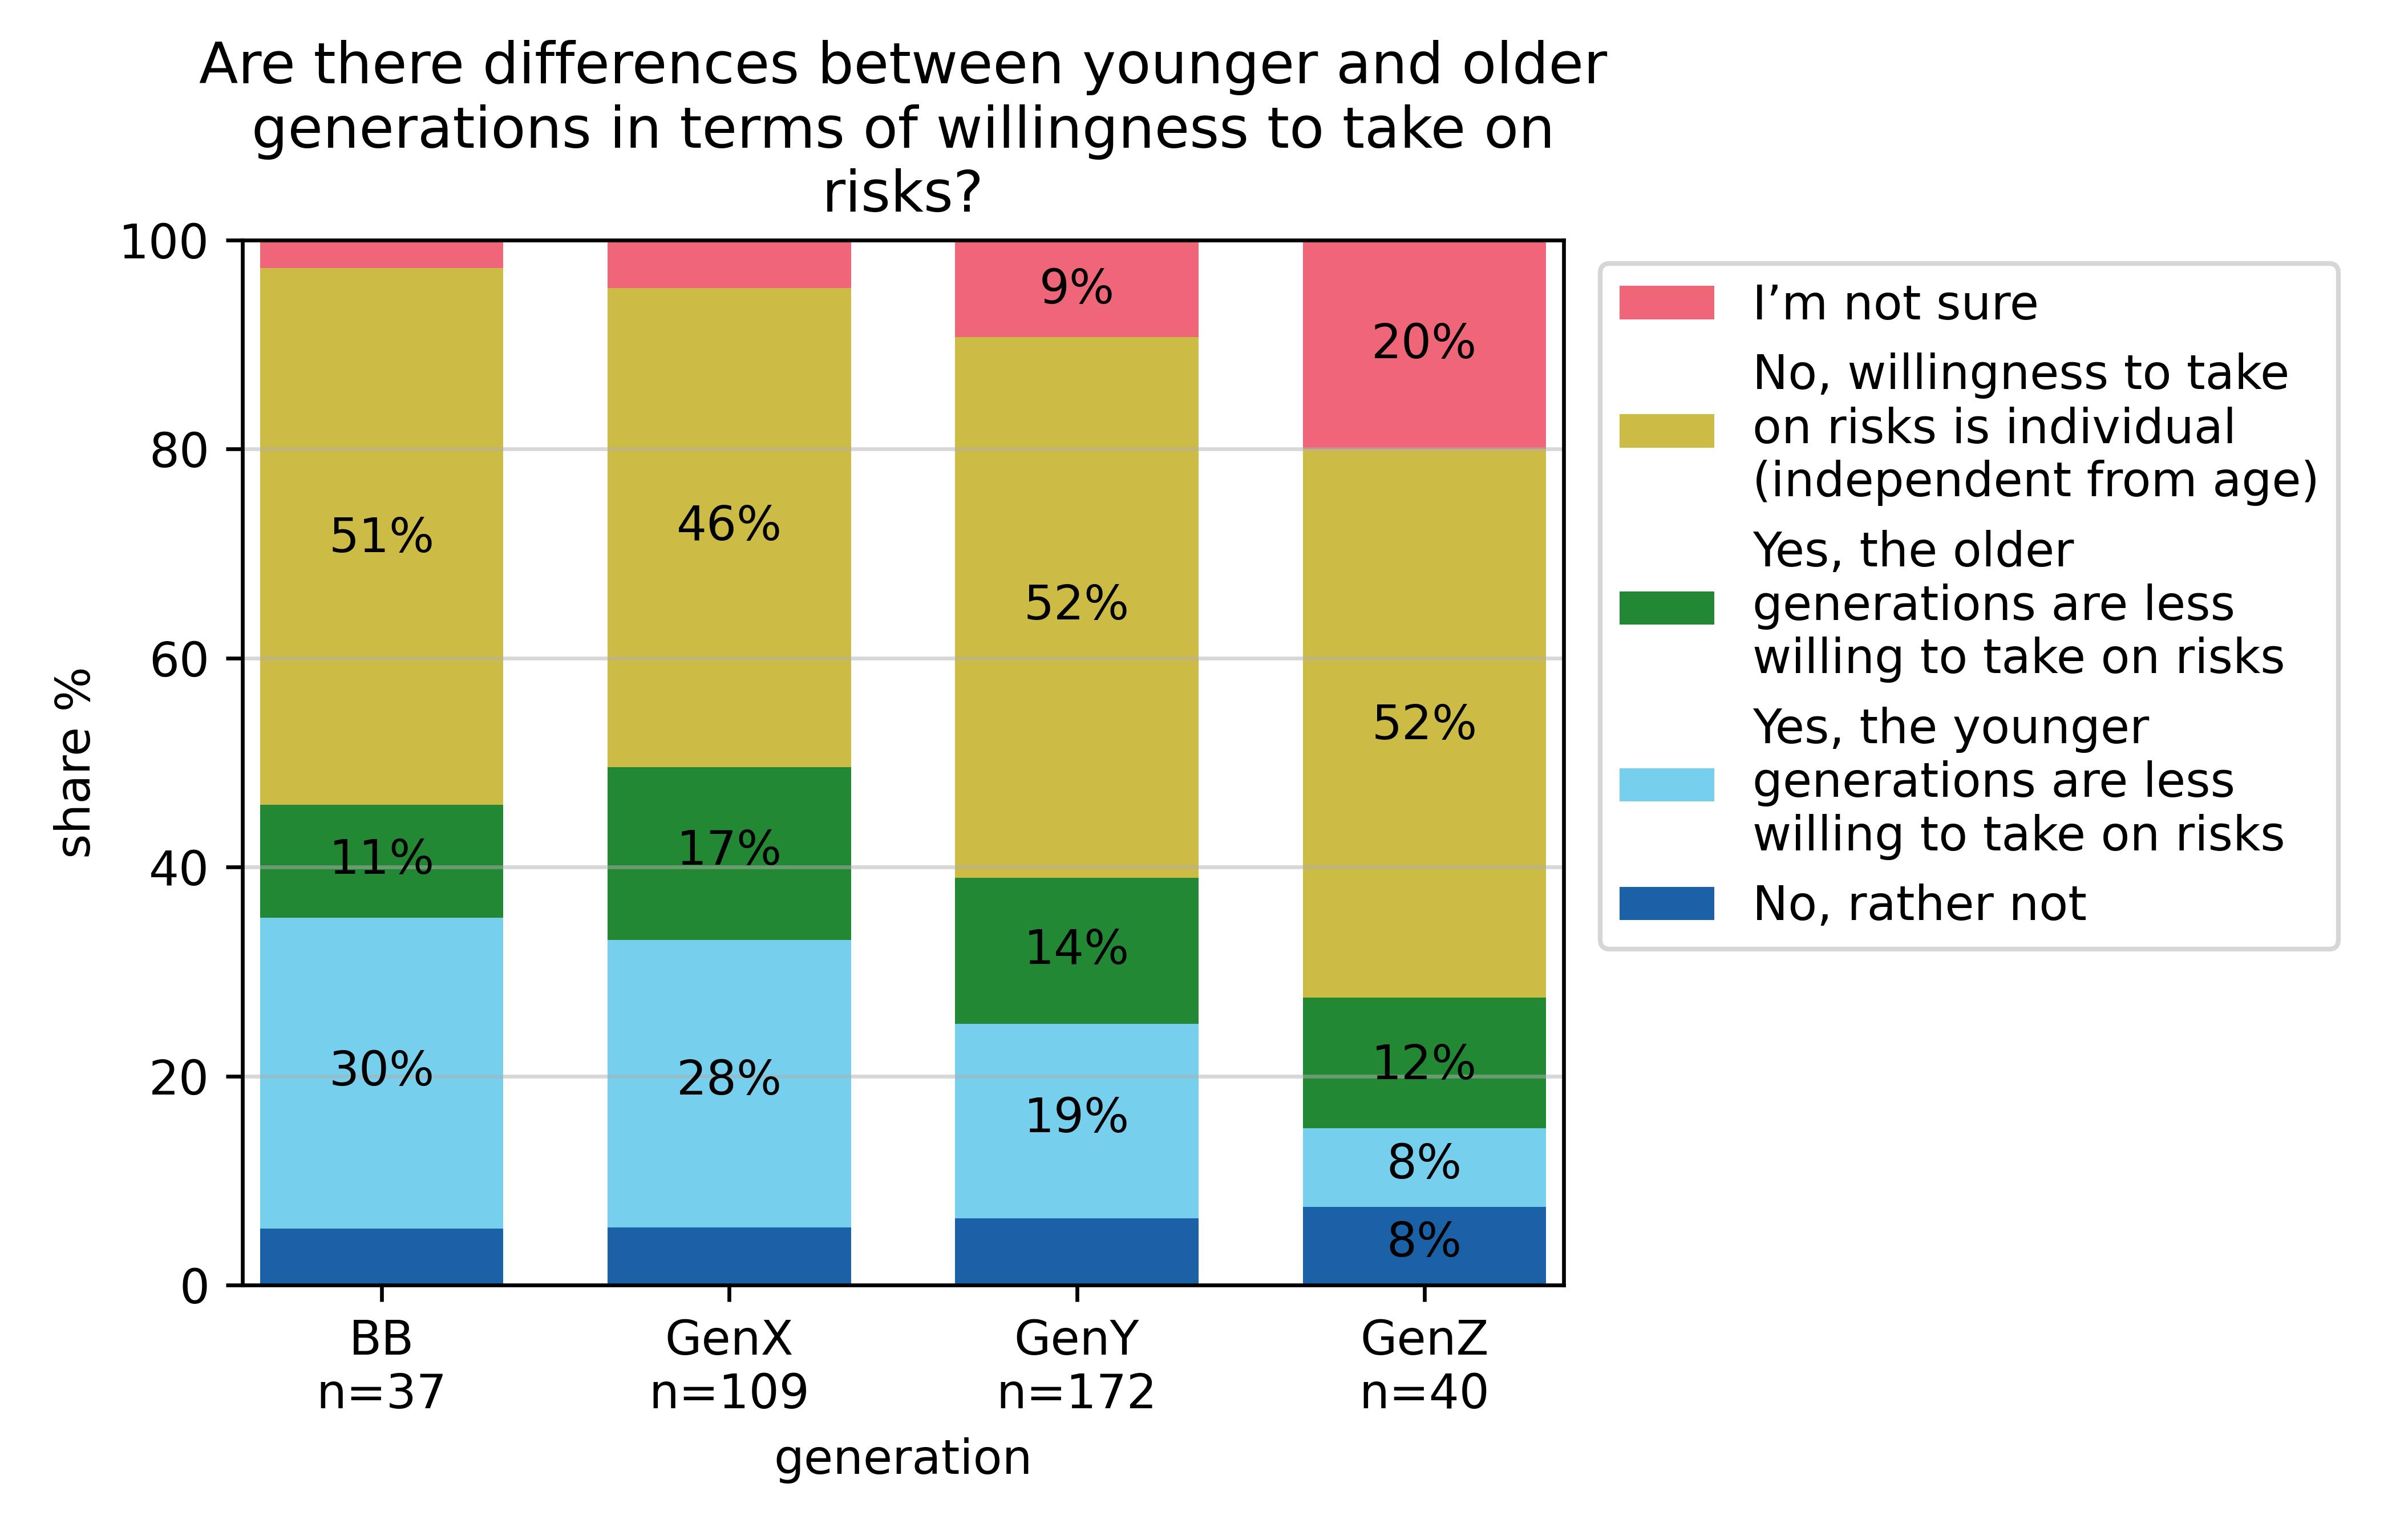 Are there differences between younger and older
generations in terms of willingness to take on
risks?
100
80
60
40
20
0
share %
51%
11%
30%
46%
17%
28%
9%
52%
14%
19%
20%
52%
12%
8%
8%
BB
n=37
GenX
n=109
GenY
n=172
GenZ
n=40
generation
I’m not sure
No, willingness to take
on risks is individual
(independent from age)
Yes, the older
generations are less
willing to take on risks
Yes, the younger
generations are less
willing to take on risks
No, rather not